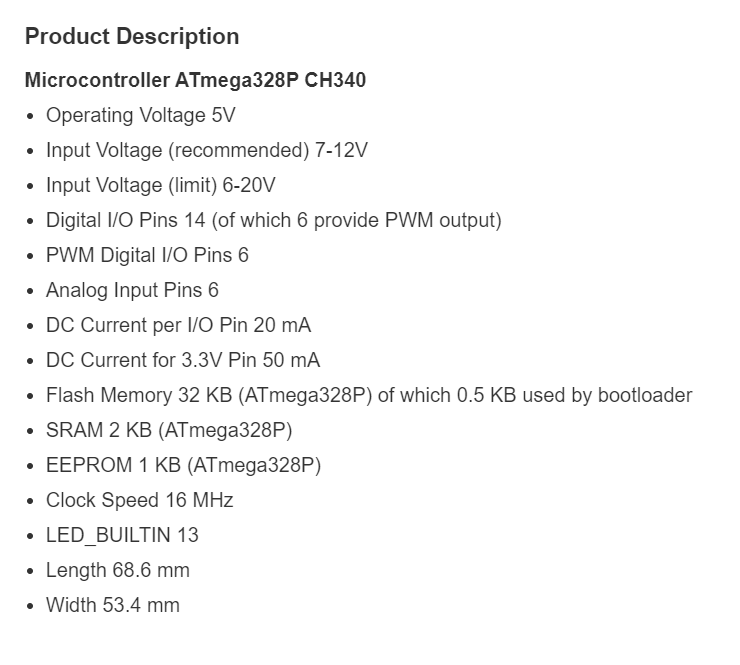 Product Description
Microcontroller ATmega328P CH340
• Operating Voltage 5V
• Input Voltage (recommended) 7-12V
• Input Voltage (limit) 6-20V
• Digital I/O Pins 14 (of which 6 provide PWM output)
• PWM Digital I/O Pins 6
• Analog Input Pins 6
• DC Current per I/O Pin 20 mA
• DC Current for 3.3V Pin 50 mA
• Flash Memory 32 KB (ATmega328P) of which 0.5 KB used by bootloader
• SRAM 2 KB (ATmega328P)
• EEPROM 1 KB (ATmega328P)
• Clock Speed 16 MHz
• LED_BUILTIN 13
• Length 68.6 mm
• Width 53.4 mm